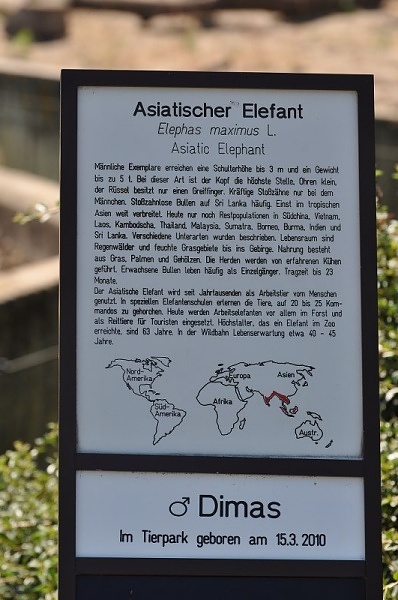 Asiatischer Elefant
Elephas maximus L.
Asiatic Elephant
Männliche Exemplare erreichen eine Schulterhöhe bis 3 m und ein Gewicht
bis zu 5 t. Bei dieser Art ist der Kopf die höchste Stelle, Ohren klein,
der Rüssel besitzt nur einen Greiffinger. Kräftige Stoßzähne nur bei dem
Männchen. Stoßzahnlose Bullen auf Sri Lanka häufig. Einst im tropischen
Asien weit verbreitet. Heute nur noch Restpopulationen in Südchina, Vietnam,
Laos, Kambodscha, Thailand, Malaysia, Sumatra, Borneo, Burma, Indien und
Sri Lanka. Verschiedene Unterarten wurden beschrieben. Lebensraum sind
Regenwälder und feuchte Grasgebiete bis ins Gebirge. Nahrung besteht
aus Gras, Palmen und Gehölzen. Die Herden werden von erfahrenen Kühen
geführt. Erwachsene Bullen leben häufig als Einzelgänger. Tragzeit bis 23
Monate.
Der Asiatische Elefant wird seit Jahrtausenden als Arbeitstier vom Menschen
genutzt. In speziellen Elefantenschulen erlernen die Tiere, auf 20 bis 25 Kom-
mandos zu gehorchen. Heute werden Arbeitselefanten vor allem im Forst und
als Reittiere für Touristen eingesetzt. Höchstalter, das ein Elefant im Zoo
erreichte, sind 63 Jahre. In der Wildbahn Lebenserwartung etwa 40 - 45
Jahre.
Nord-
Amerika
Europa
Asien
Afrika
Süd-
Amerika
Austr.
♂ Dimas
Im Tierpark geboren am 15.3. 2010